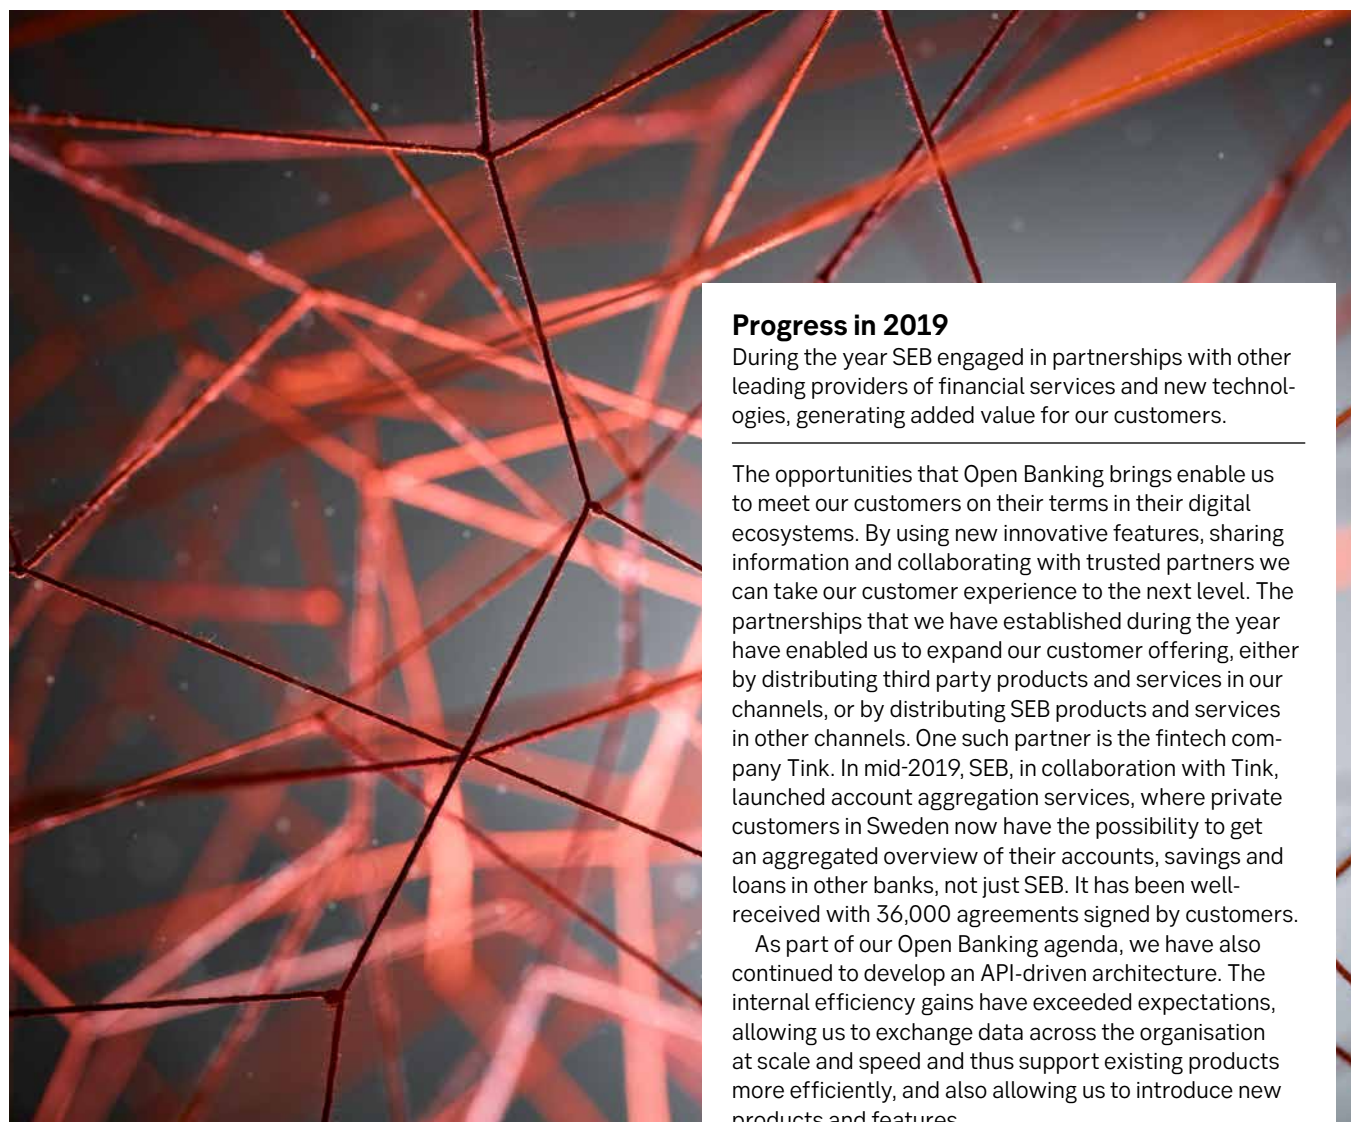 Progress in 2019
During the year SEB engaged in partnerships with other
leading providers of financial services and new technol-
ogies, generating added value for our customers.
The opportunities that Open Banking brings enable us
to meet our customers on their terms in their digital
ecosystems. By using new innovative features, sharing
information and collaborating with trusted partners we
can take our customer experience to the next level. The
partnerships that we have established during the year
have enabled us to expand our customer offering, either
by distributing third party products and services in our
channels, or by distributing SEB products and services
in other channels. One such partner is the fintech com-
pany Tink. In mid-2019, SEB, in collaboration with Tink,
launched account aggregation services, where private
customers in Sweden now have the possibility to get
an aggregated overview of their accounts, savings and
loans in other banks, not just SEB. It has been well-
received with 36,000 agreements signed by customers.
As part of our Open Banking agenda, we have also
continued to develop an API-driven architecture. The
internal efficiency gains have exceeded expectations,
allowing us to exchange data across the organisation
at scale and speed and thus support existing products
more efficiently, and also allowing us to introduce new
products and features.